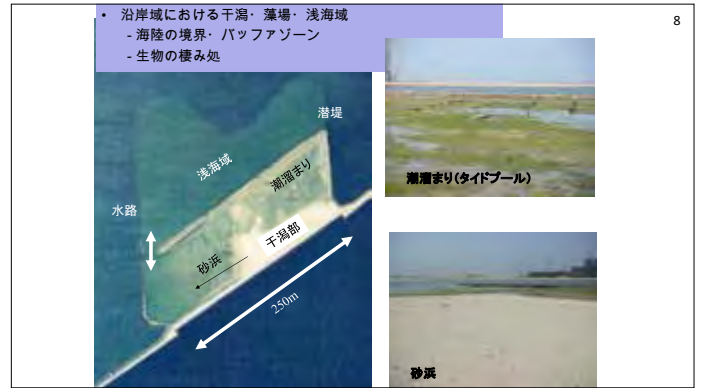 • 沿岸域における干潟・藻場・浅海域
- 海陸の境界・バッファゾーン
- 生物の棲み処
8
潜堤
浅海域
潮溜まり
水路
干潟部
砂浜
250m
潮溜まり(タイドプール)
砂浜